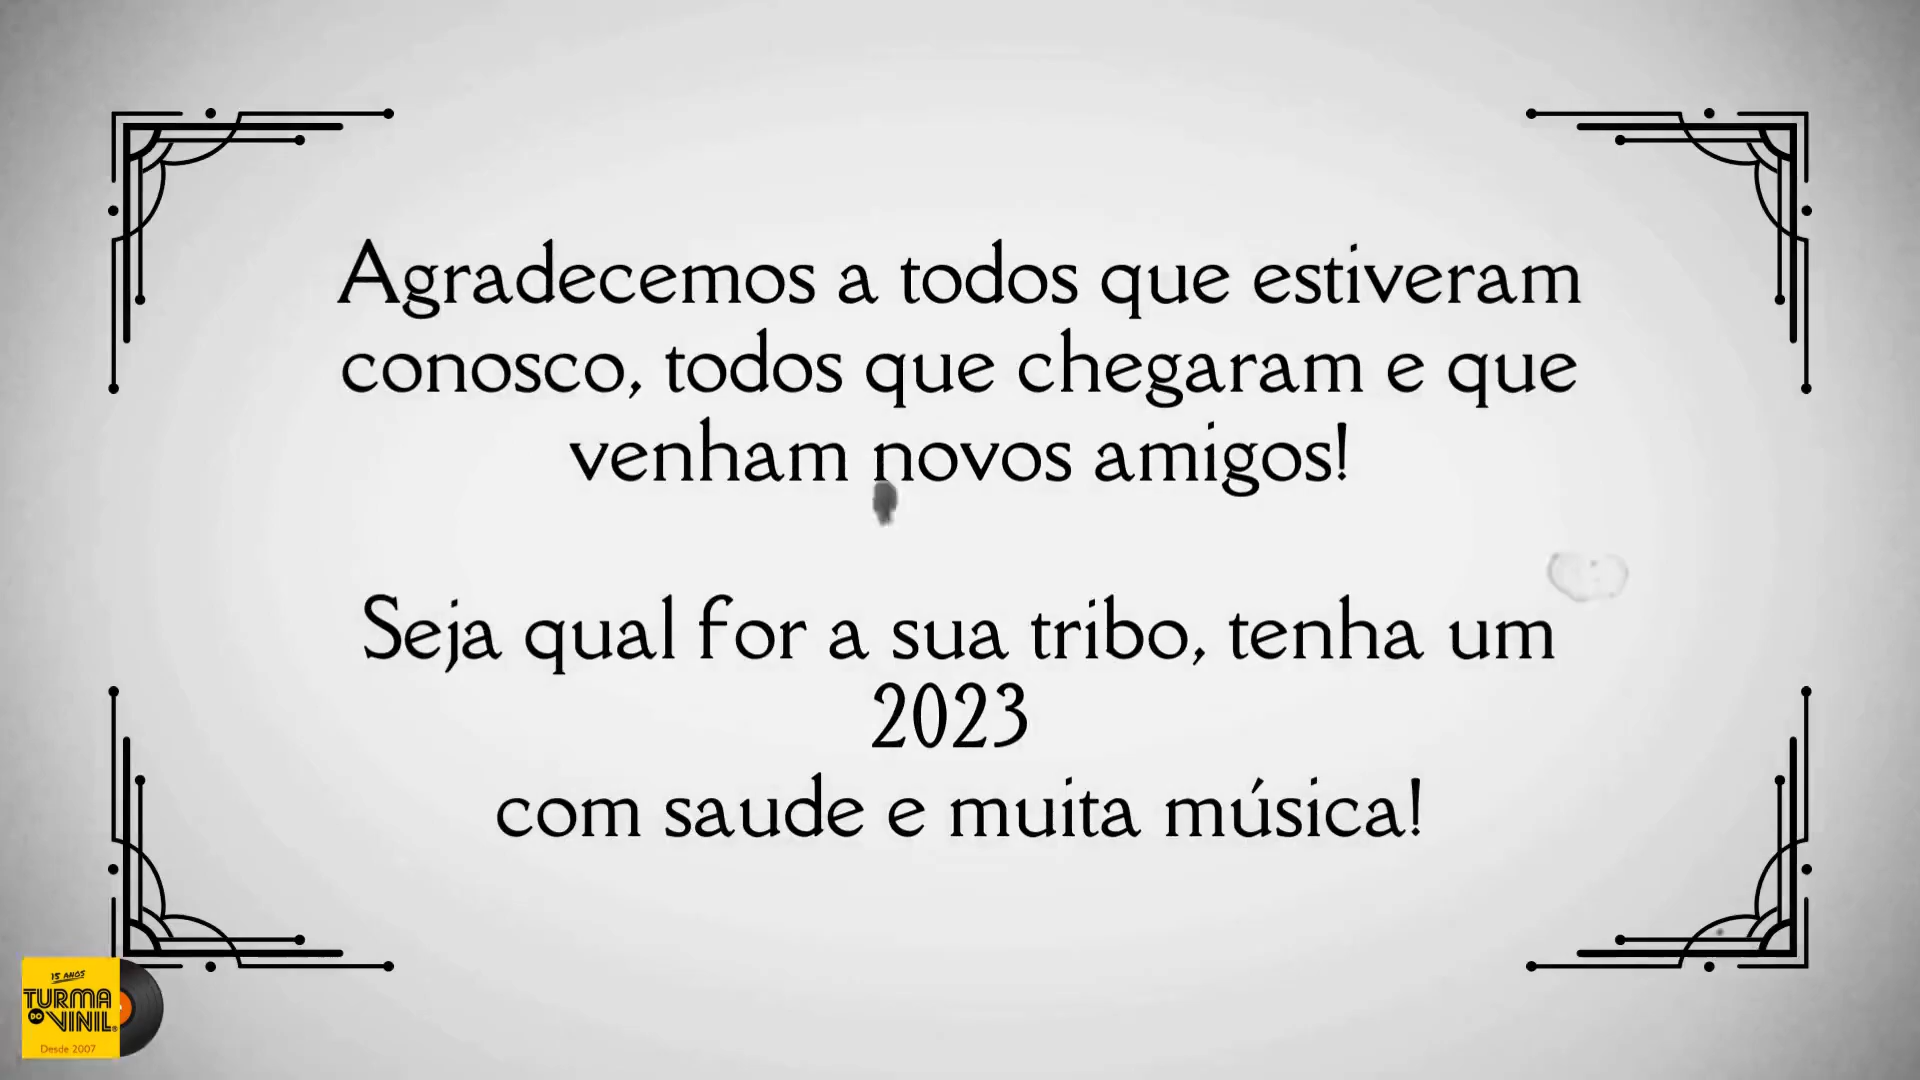 Agradecemos a todos que estiveram
conosco, todos que chegaram e que
venham novos amigos!
Seja qual for a sua tribo, tenha um
2023
com saude e muita música!
15 ANOS
TURMA
DO VINIL®
Desde 2007